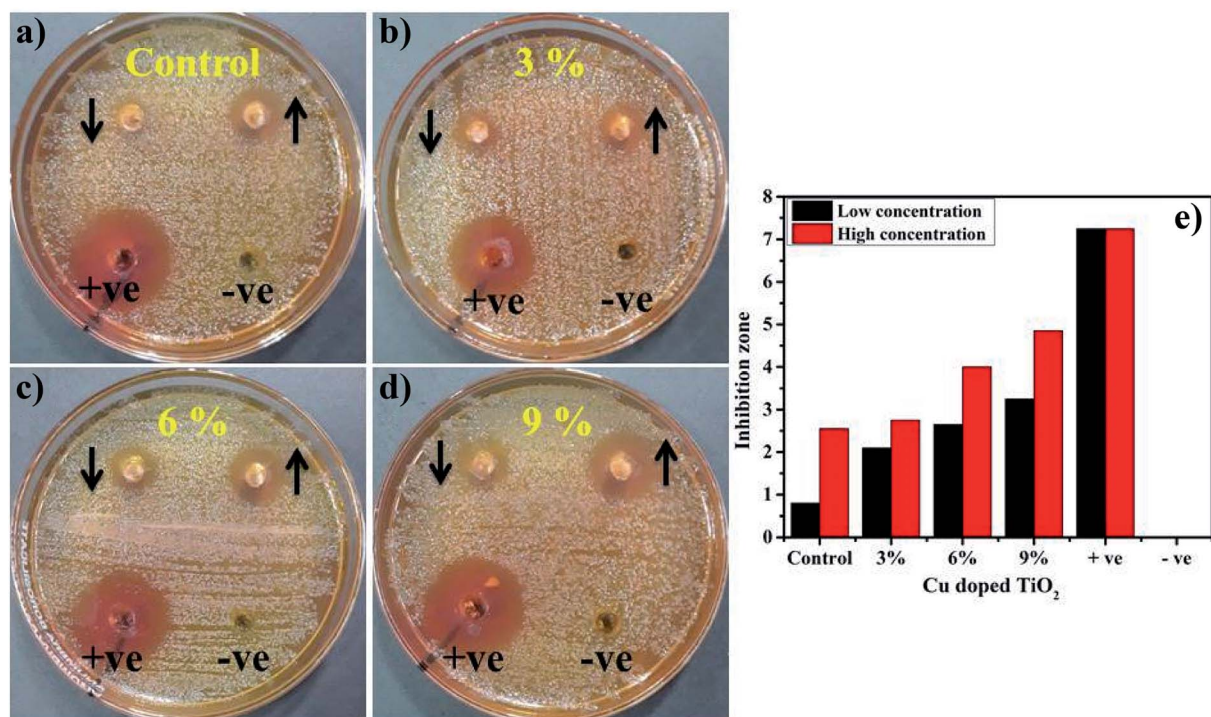 a)
Control
+ve
-ve
b)
3 %
+ve
-ve
c)
6 %
+ve
-ve
d)
9 %
+ve
-ve
e)
Low concentration
High concentration
Inhibition zone
8
7
6
5
4
3
2
1
0
Control 3% 6% 9% + ve - ve
Cu doped TiO₂